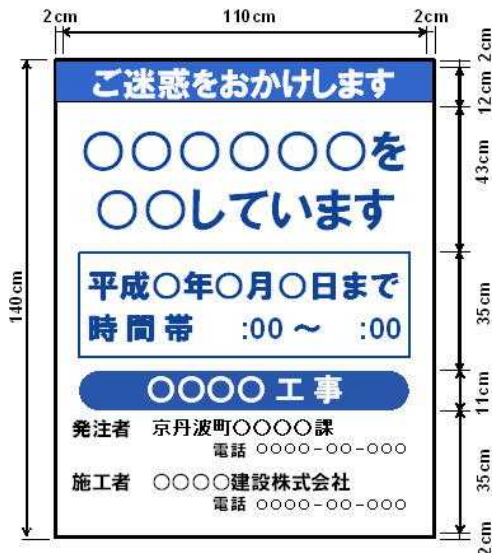 2cm 110cm 2cm
2cm
12cm
43cm
35cm
11cm
35cm
2cm
140cm
ご迷惑をおかけします
○○○○○○を
○○しています
平成○年○月○日まで
時間帯 :00～ :00
○○○○工事
発注者 京丹波町○○○○課
電話 ○○○○-○○-○○○
施工者 ○○○○建設株式会社
電話 ○○○○-○○-○○○